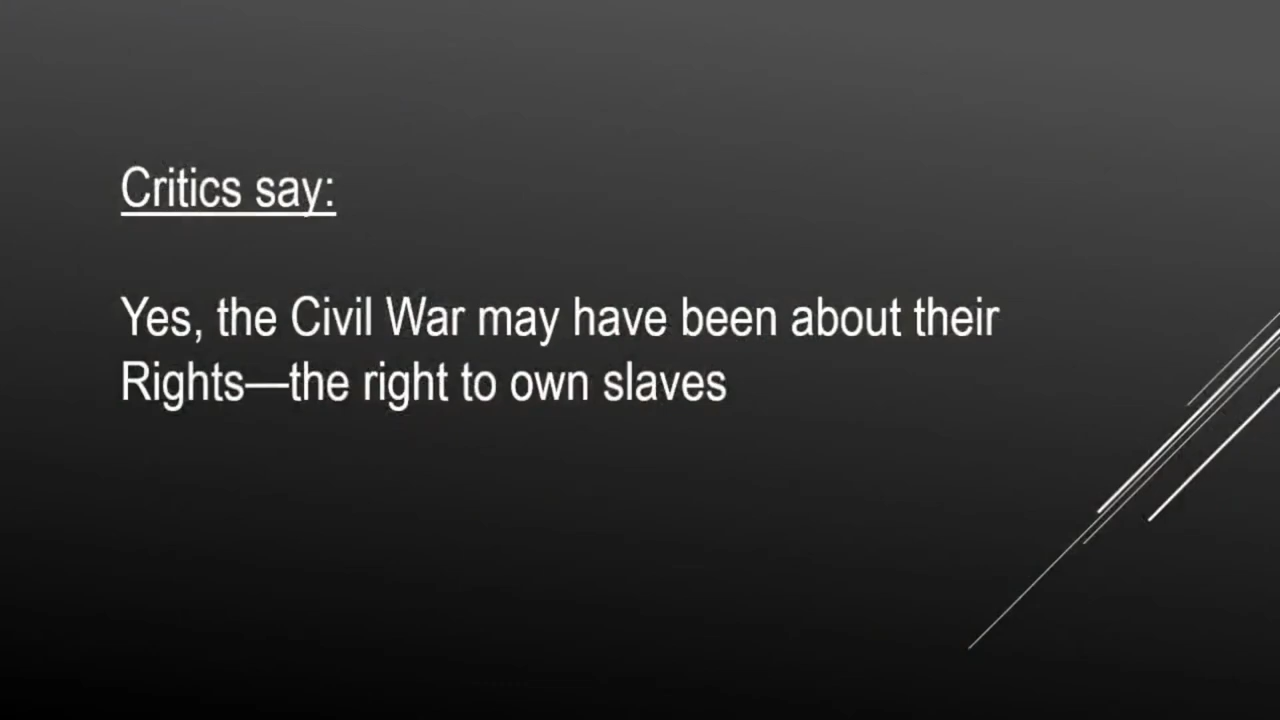 Critics say:
Yes, the Civil War may have been about their
Rights—the right to own slaves